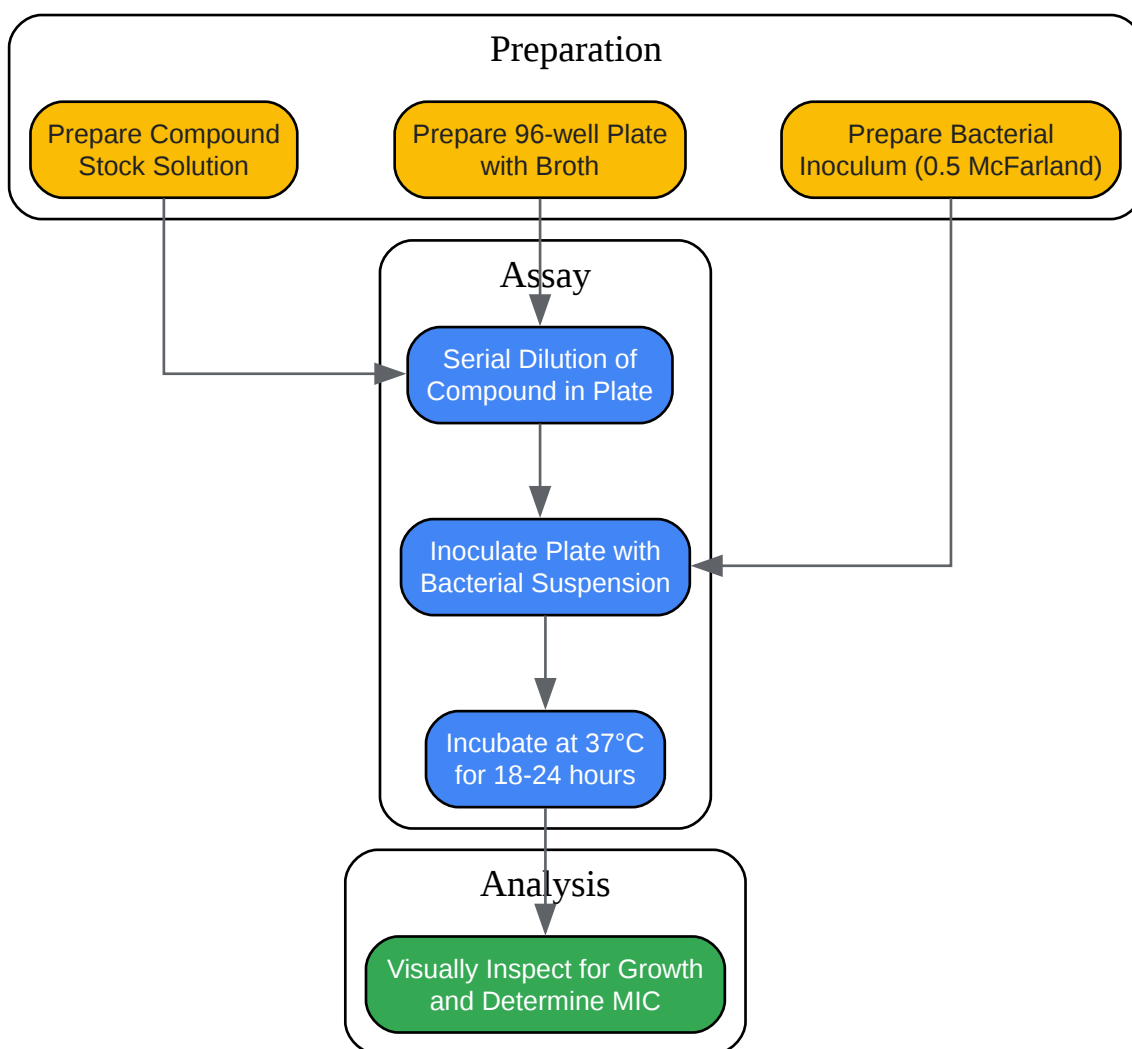 Preparation
Prepare Compound
Stock Solution
Prepare 96-well Plate
with Broth
Prepare Bacterial
Inoculum (0.5 McFarland)
Assay
Serial Dilution of
Compound in Plate
Inoculate Plate with
Bacterial Suspension
Incubate at 37°C
for 18-24 hours
Analysis
Visually Inspect for Growth
and Determine MIC